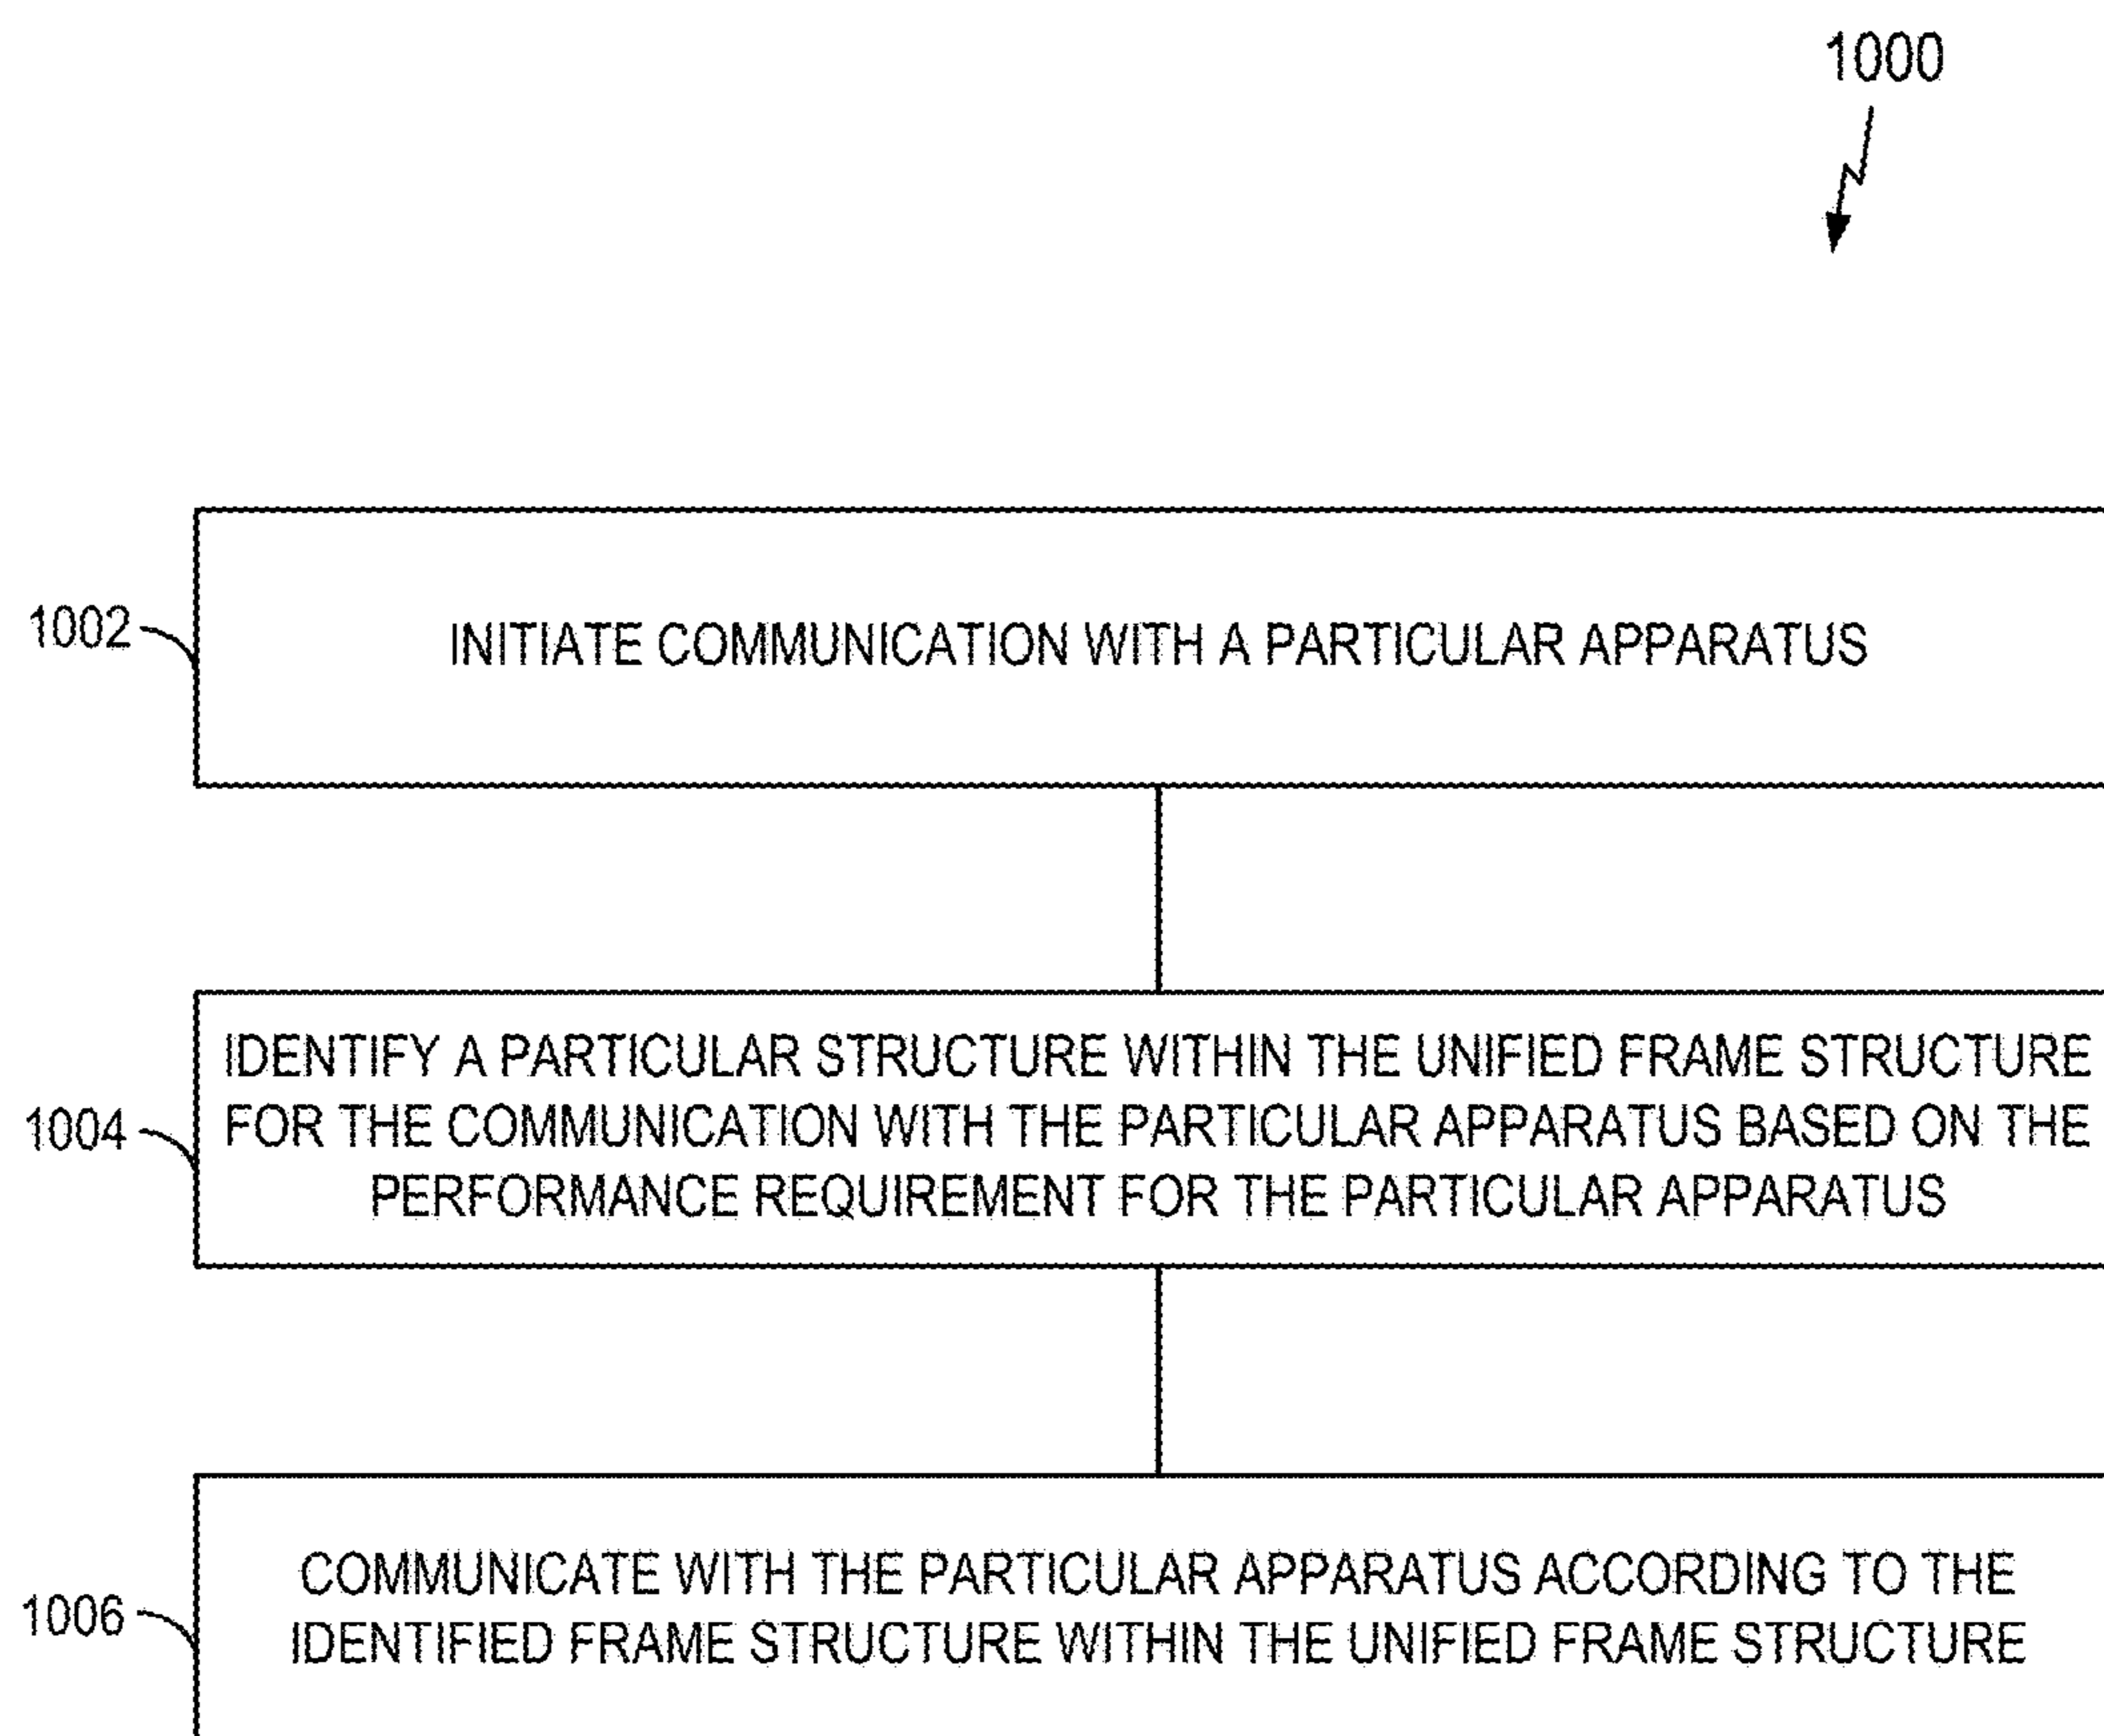 1000
1002
INITIATE COMMUNICATION WITH A PARTICULAR APPARATUS
IDENTIFY A PARTICULAR STRUCTURE WITHIN THE UNIFIED FRAME STRUCTURE
1004
FOR THE COMMUNICATION WITH THE PARTICULAR APPARATUS BASED ON THE
PERFORMANCE REQUIREMENT FOR THE PARTICULAR APPARATUS
COMMUNICATE WITH THE PARTICULAR APPARATUS ACCORDING TO THE
1006
IDENTIFIED FRAME STRUCTURE WITHIN THE UNIFIED FRAME STRUCTURE